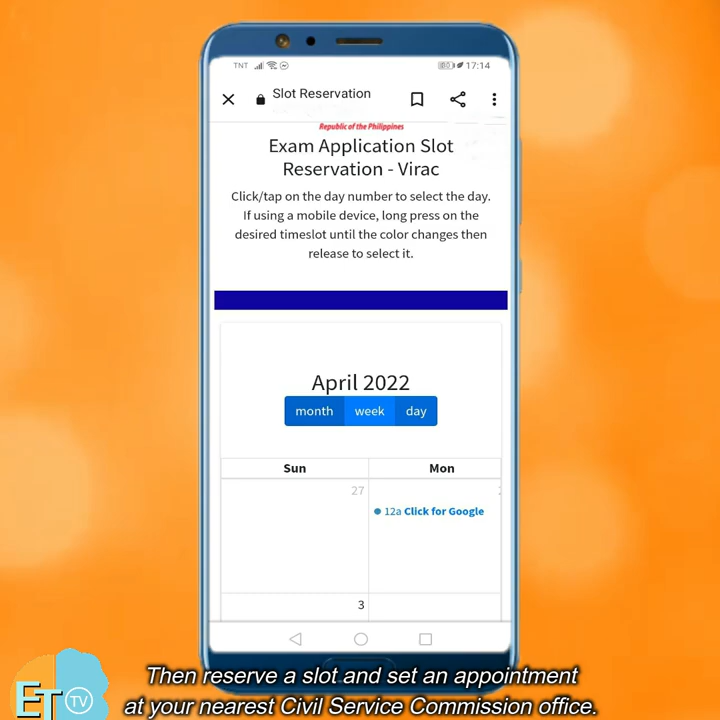 TNT 17:14
Slot Reservation
Republic of the Philippines
Exam Application Slot
Reservation - Virac
Click/tap on the day number to select the day.
If using a mobile device, long press on the
desired timeslot until the color changes then
release to select it.
April 2022
month week day
Sun Mon
27
12a Click for Google
3
Then reserve a slot and set an appointment
at your nearest Civil Service Commission office.
ET TV